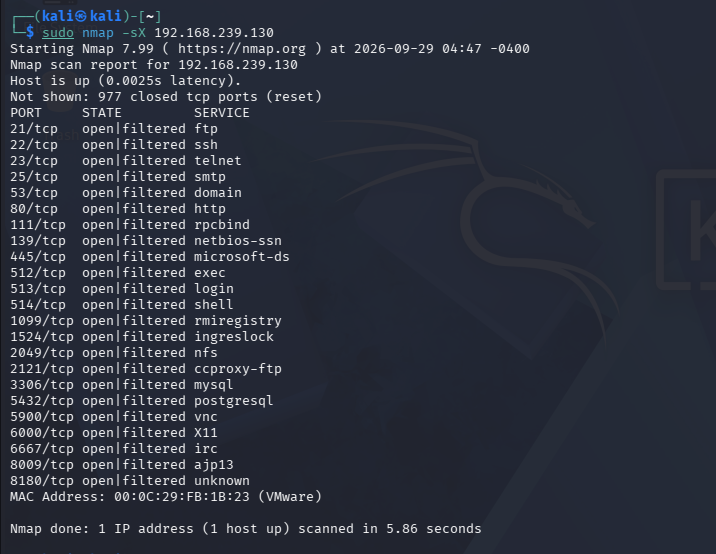 ┌──(kali㉿kali)-[~]
└─$ sudo nmap -sX 192.168.239.130
Starting Nmap 7.99 ( https://nmap.org ) at 2026-09-29 04:47 -0400
Nmap scan report for 192.168.239.130
Host is up (0.0025s latency).
Not shown: 977 closed tcp ports (reset)
PORT     STATE         SERVICE
21/tcp   open|filtered ftp
22/tcp   open|filtered ssh
23/tcp   open|filtered telnet
25/tcp   open|filtered smtp
53/tcp   open|filtered domain
80/tcp   open|filtered http
111/tcp  open|filtered rpcbind
139/tcp  open|filtered netbios-ssn
445/tcp  open|filtered microsoft-ds
512/tcp  open|filtered exec
513/tcp  open|filtered login
514/tcp  open|filtered shell
1099/tcp open|filtered rmiregistry
1524/tcp open|filtered ingreslock
2049/tcp open|filtered nfs
2121/tcp open|filtered ccproxy-ftp
3306/tcp open|filtered mysql
5432/tcp open|filtered postgresql
5900/tcp open|filtered vnc
6000/tcp open|filtered X11
6667/tcp open|filtered irc
8009/tcp open|filtered ajp13
8180/tcp open|filtered unknown
MAC Address: 00:0C:29:FB:1B:23 (VMware)

Nmap done: 1 IP address (1 host up) scanned in 5.86 seconds